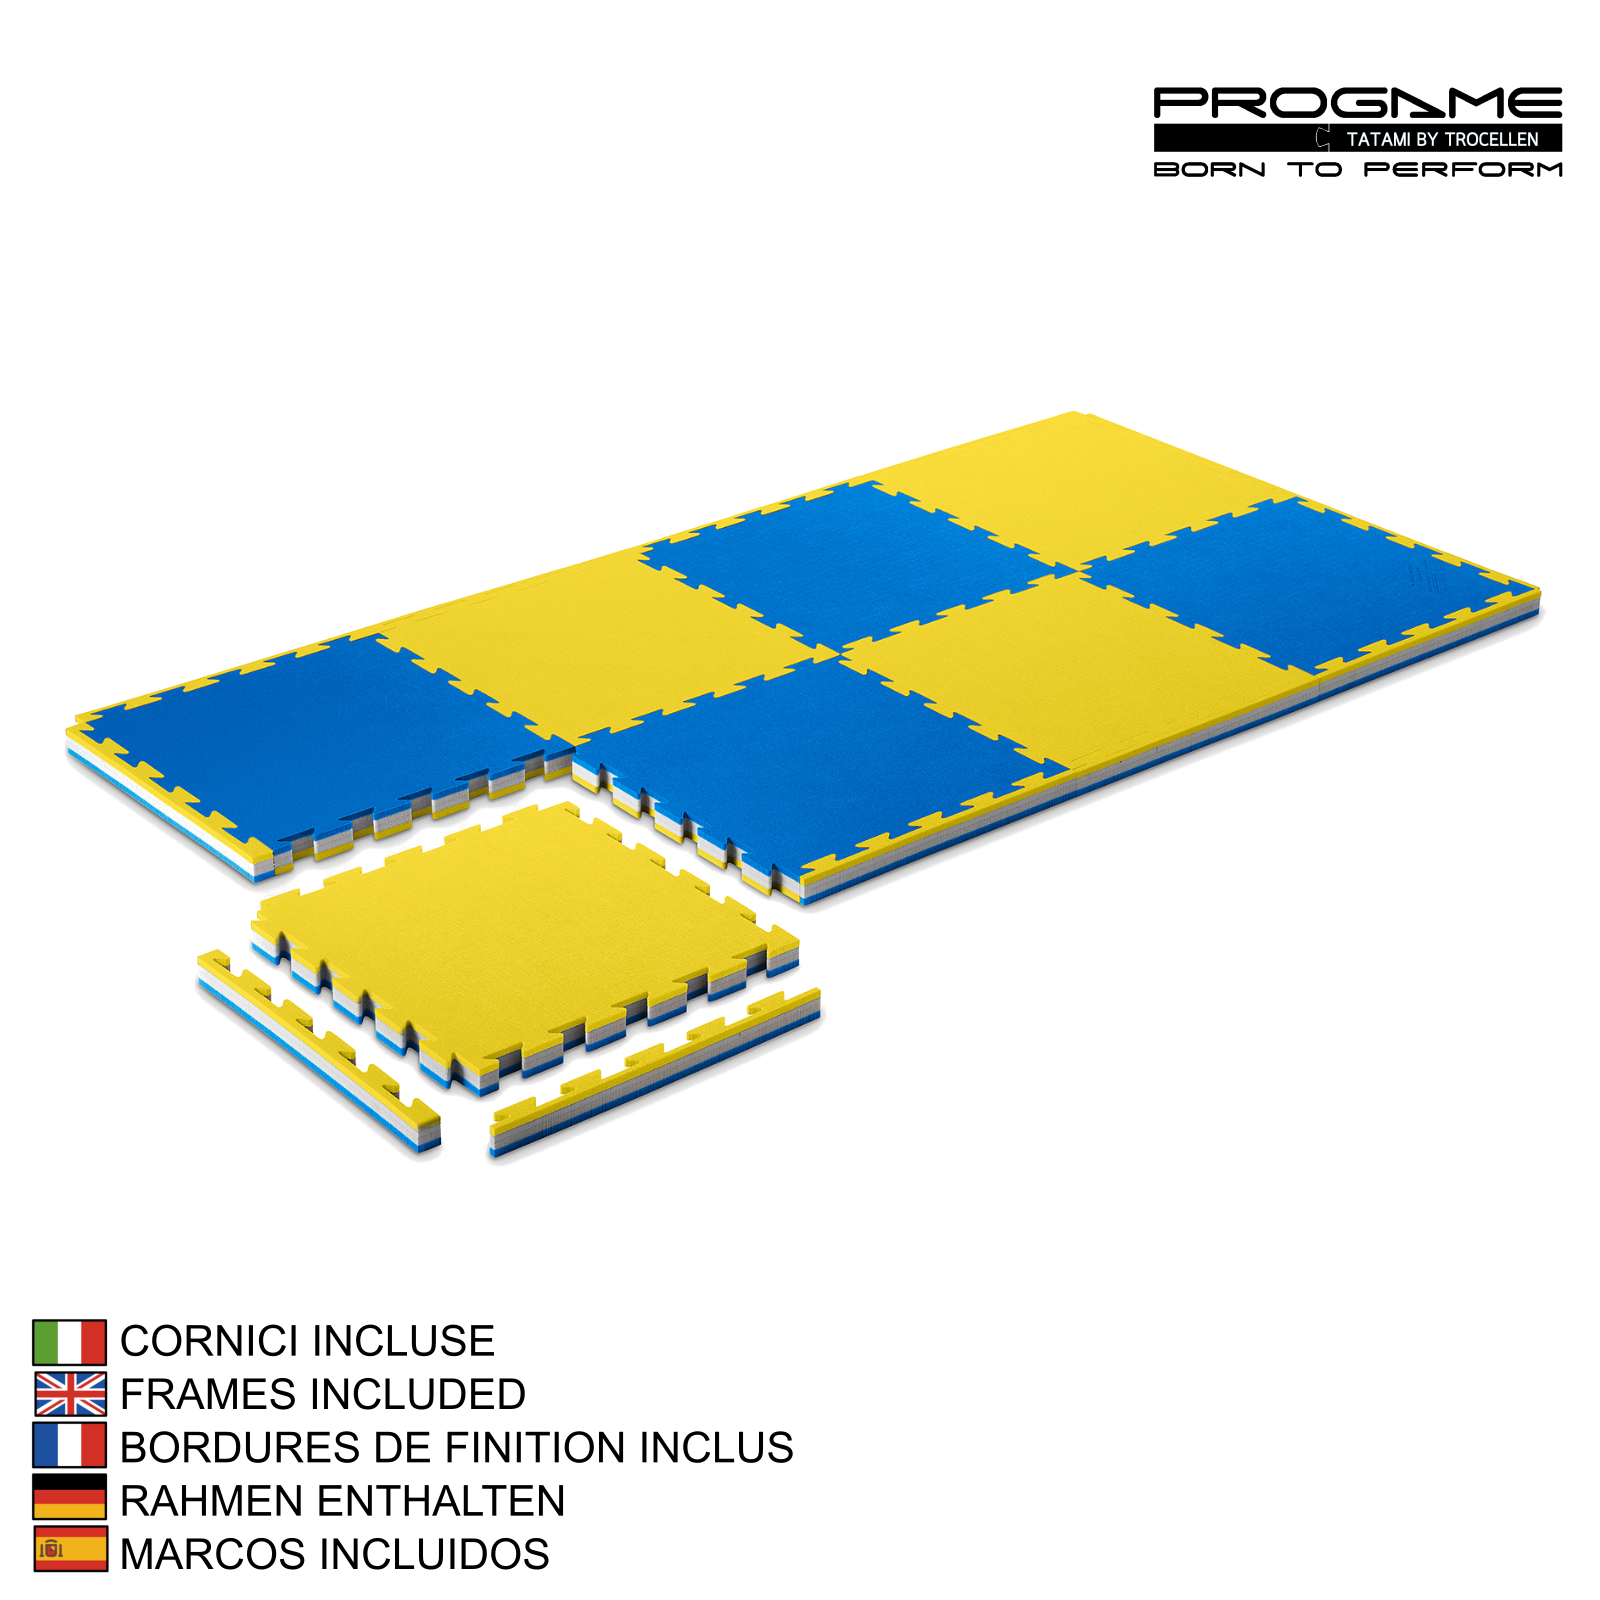 PROGAME
TATAMI BY TROCELLEN
BORN TO PERFORM
CORNICI INCLUSE
FRAMES INCLUDED
BORDURES DE FINITION INCLUS
RAHMEN ENTHALTEN
MARCOS INCLUIDOS